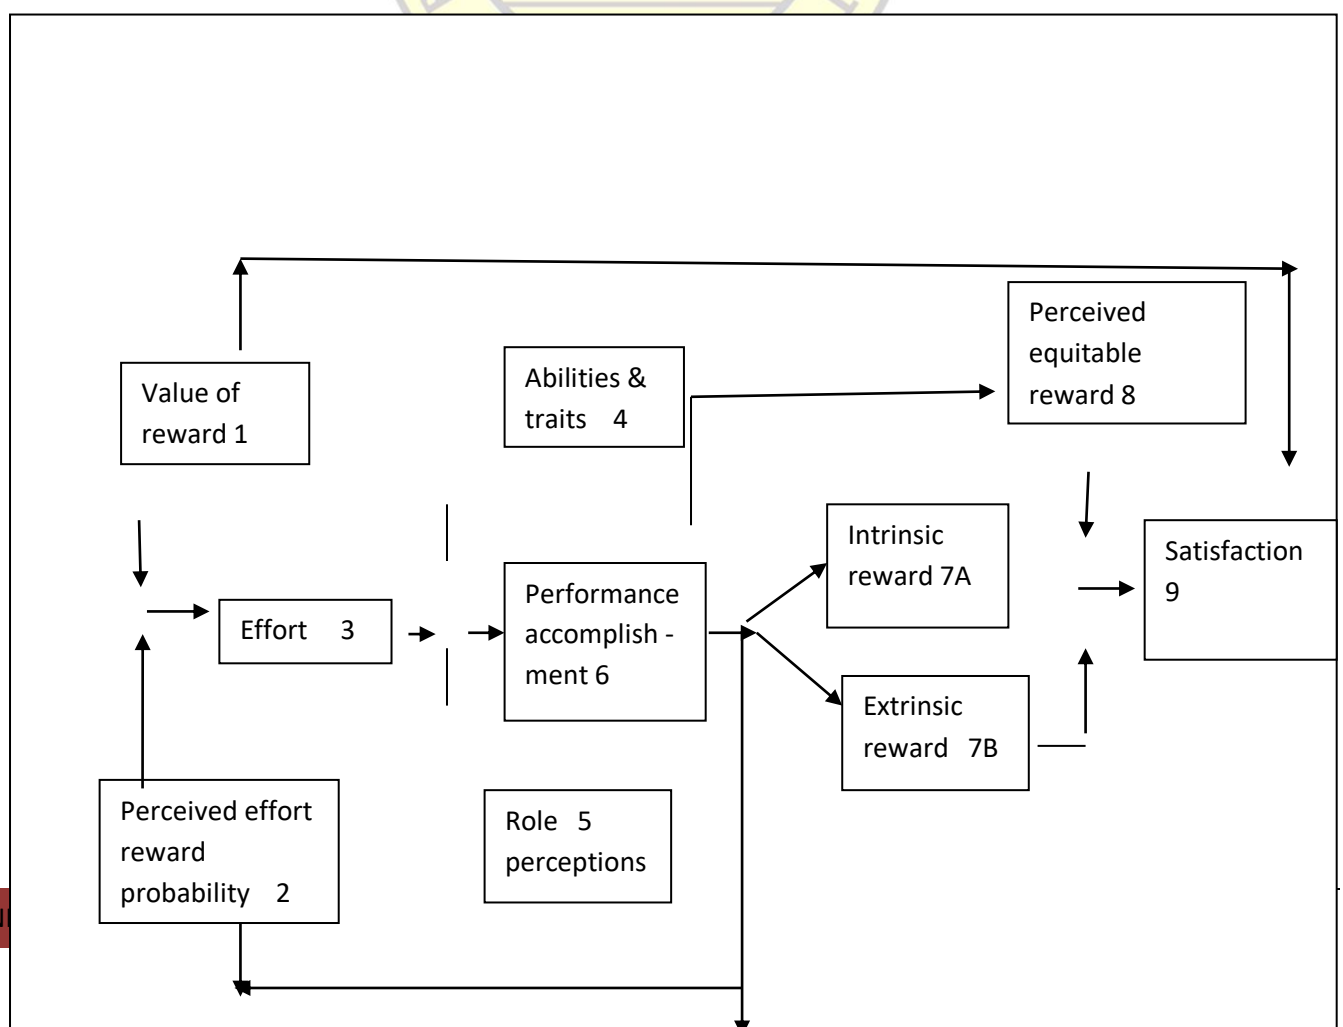 Value of
reward 1
Abilities &
traits 4
Perceived
equitable
reward 8
Intrinsic
reward 7A
Satisfaction
9
Effort 3
Performance
accomplish -
ment 6
Extrinsic
reward 7B
Perceived effort
reward
probability 2
Role 5
perceptions